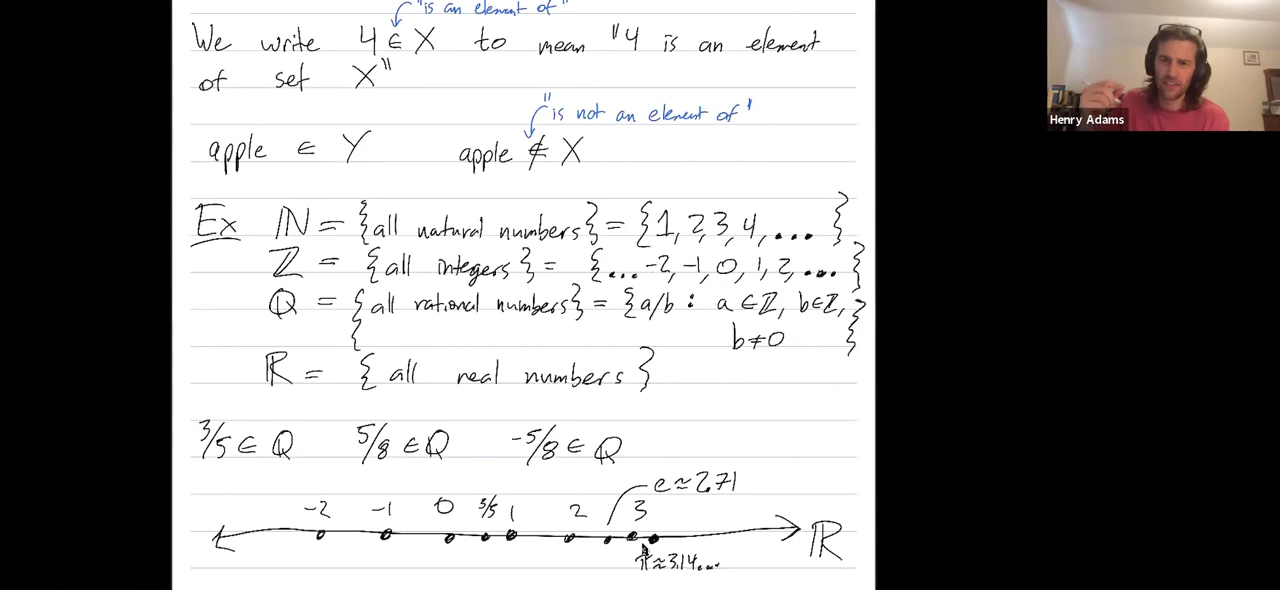 "is an element of"
We write 4 ∈ X to mean "4 is an element
of set X"
"is not an element of"
apple ∈ Y apple ∉ X
Henry Adams
Ex ℕ = {all natural numbers} = {1, 2, 3, 4, ... }
ℤ = {all integers} = {... -2, -1, 0, 1, 2, ... }
ℚ = {all rational numbers} = {a/b : a ∈ ℤ, b ∈ ℤ,
b≠0}
ℝ = { all real numbers }
3/5 ∈ ℚ 5/8 ∈ ℚ -5/8 ∈ ℚ
e ≈ 2.71
-2 -1 0 3/5 1 2 3
ℝ
π ≈ 3.14...